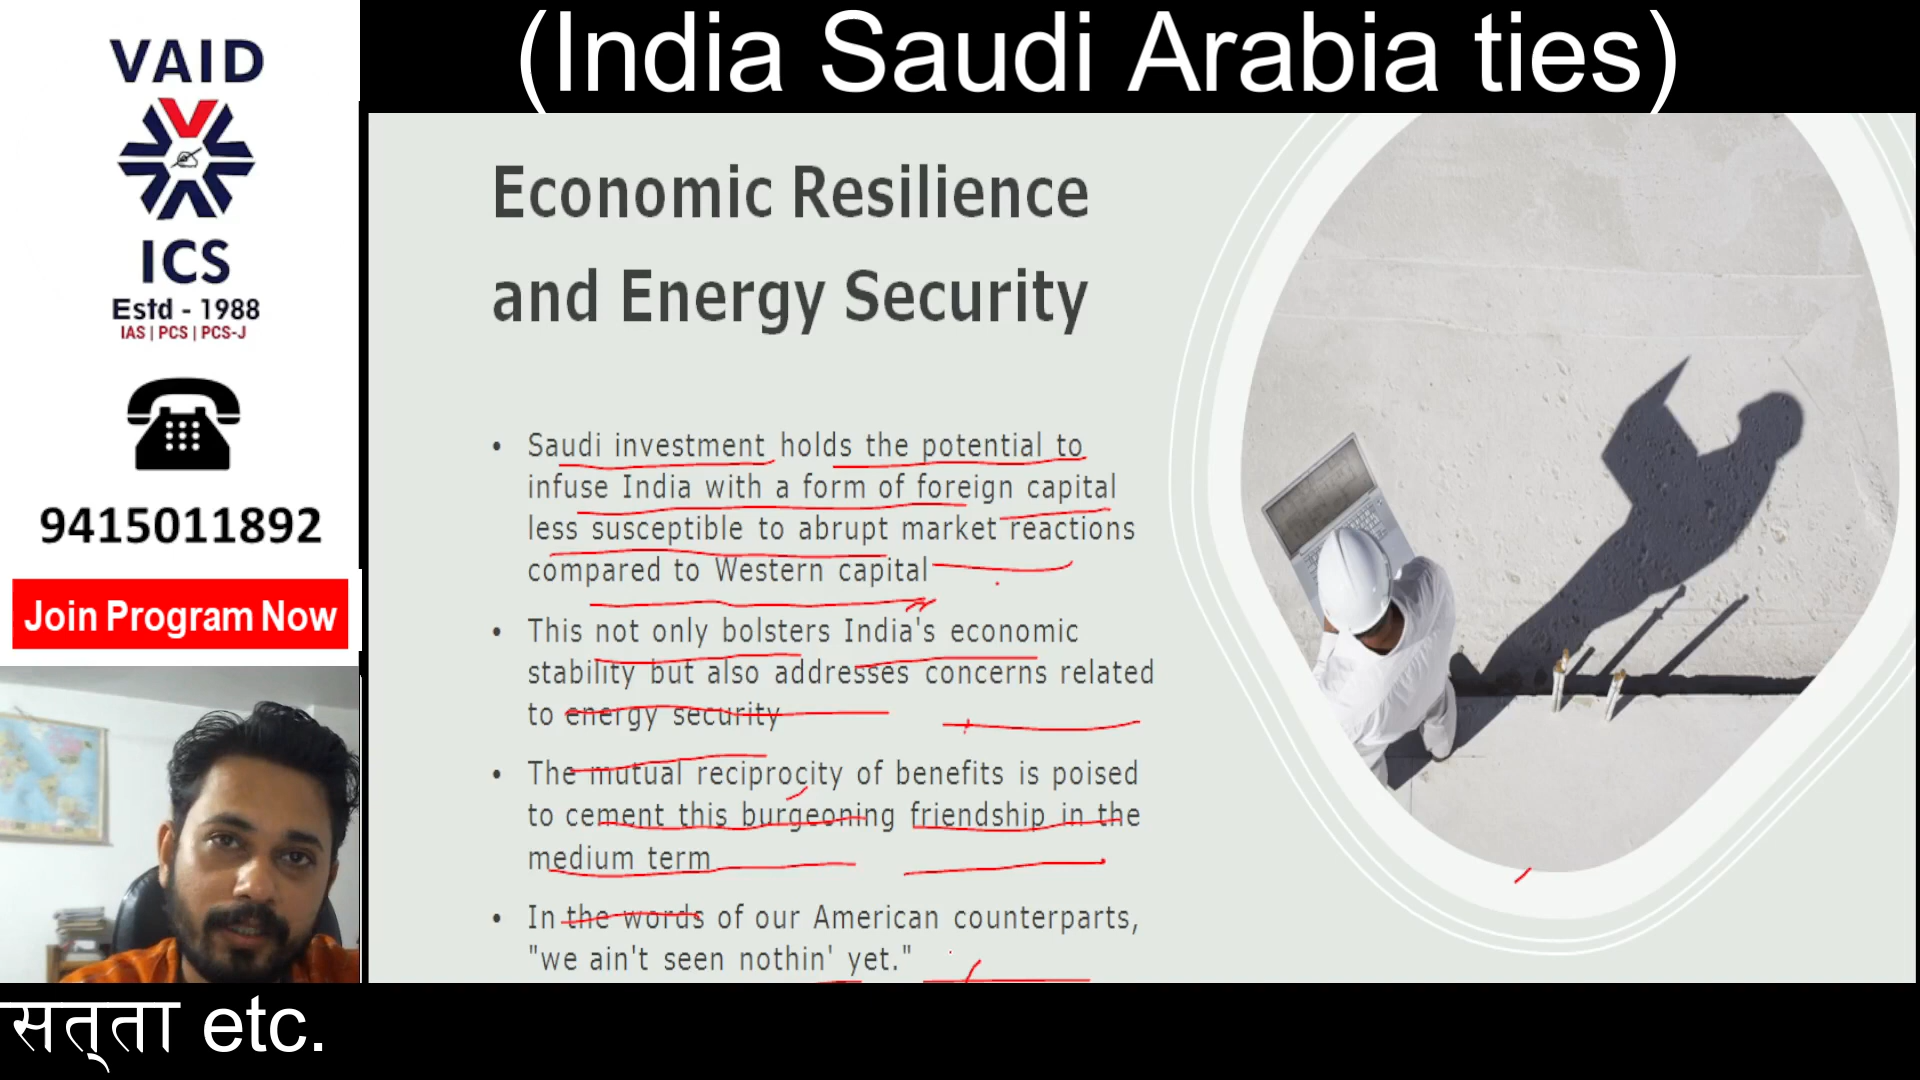 VAID
ICS
Estd - 1988
IAS | PCS | PCS-J
9415011892
Join Program Now
(India Saudi Arabia ties)
Economic Resilience
and Energy Security
• Saudi investment holds the potential to
infuse India with a form of foreign capital
less susceptible to abrupt market reactions
compared to Western capital
• This not only bolsters India's economic
stability but also addresses concerns related
to energy security
• The mutual reciprocity of benefits is poised
to cement this burgeoning friendship in the
medium term
• In the words of our American counterparts,
"we ain't seen nothin' yet."
सत्ता etc.